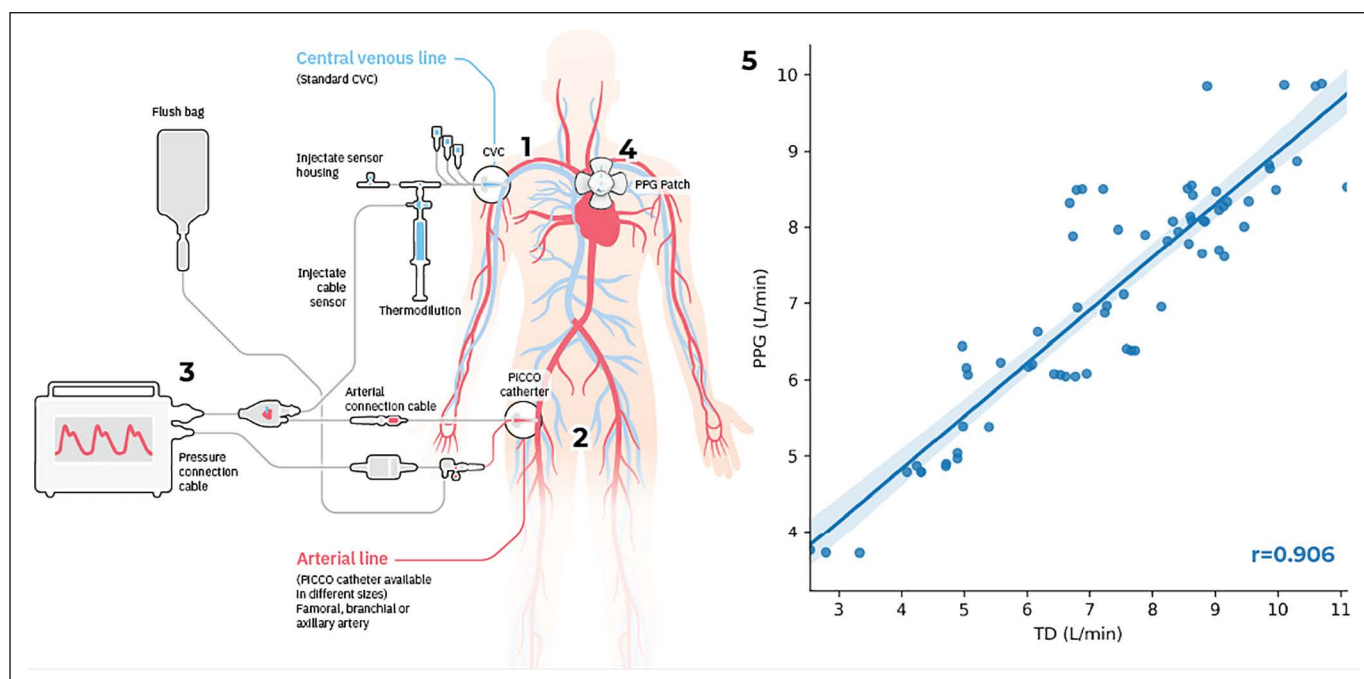 Central venous line
(Standard CVC)
Flush bag
Injectate sensor
housing
CVC
1
4
PPG Patch
Injectate
cable
sensor
Thermodilution
3
PICCO
catherter
Arterial
connection cable
2
Pressure
connection
cable
Arterial line
(PICCO catheter available
in different sizes)
Famoral, branchial or
axillary artery
5
PPG (L/min)
10
9
8
7
6
5
4
r=0.906
3 4 5 6 7 8 9 10 11
TD (L/min)